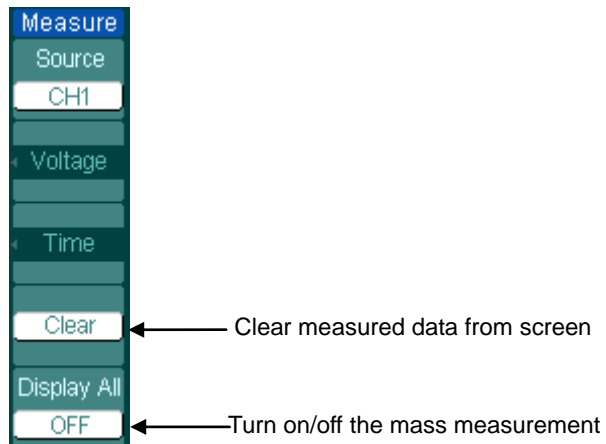 Measure
Source
CH1
Voltage
Time
Clear
Clear measured data from screen
Display All
OFF
Turn on/off the mass measurement